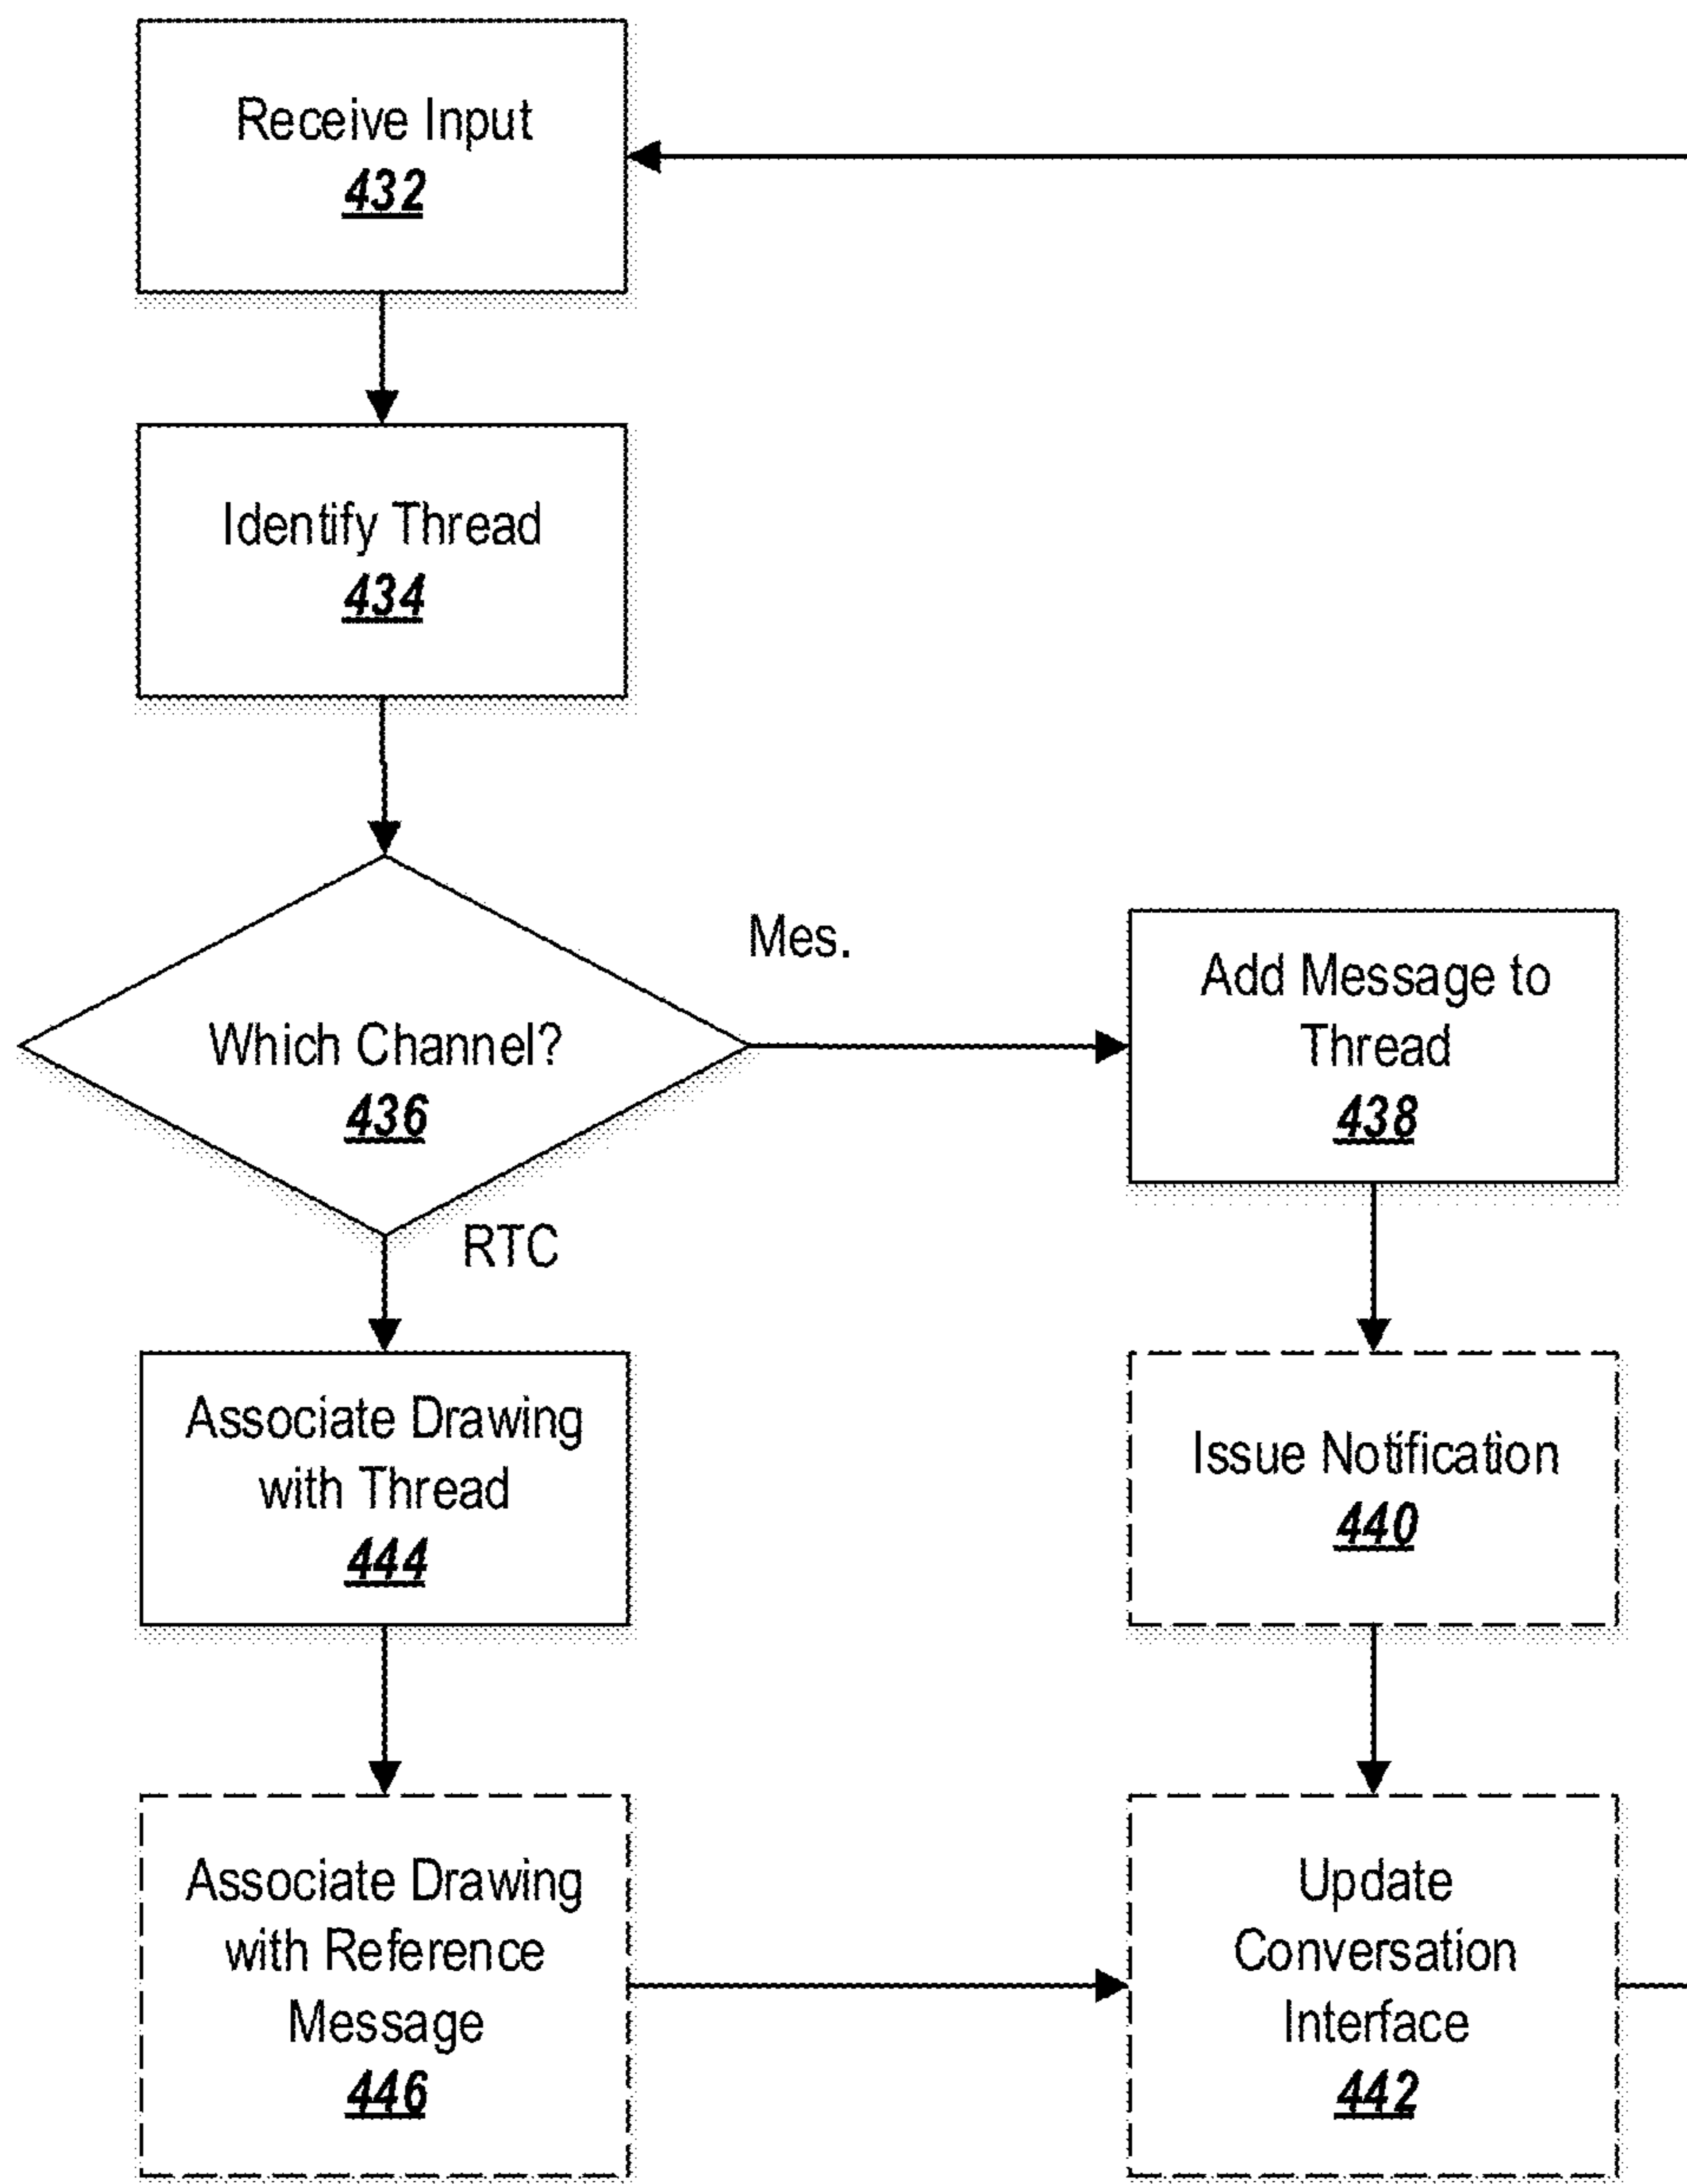 Receive Input
432
Identify Thread
434
Which Channel?
436
Mes.
RTC
Add Message to
Thread
438
Issue Notification
440
Associate Drawing
with Thread
444
Associate Drawing
with Reference
Message
446
Update
Conversation
Interface
442